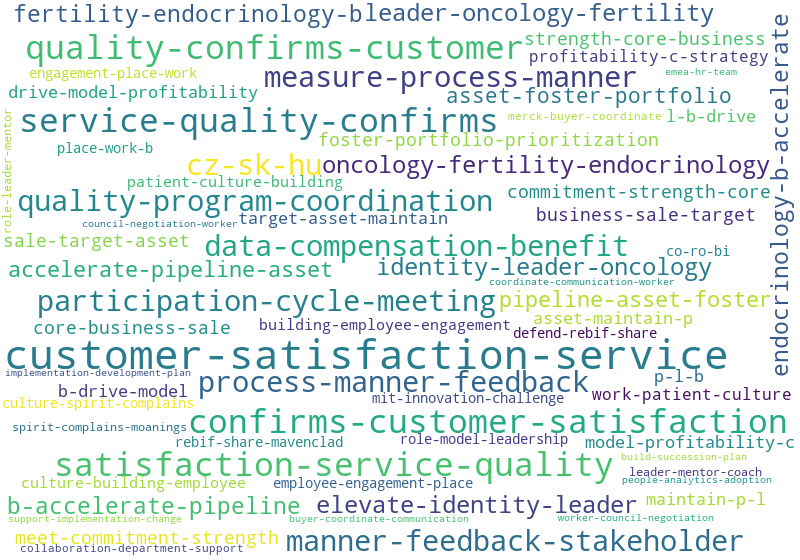 fertility-endocrinology-b
leader-oncology-fertility
quality-confirms-customer
strength-core-business
profitability-c-strategy
engagement-place-work
measure-process-manner
emea-hr-team
drive-model-profitability
asset-foster-portfolio
endocrinology-b-accelerate
role-leader-mentor
service-quality-confirms
merck-buyer-coordinate
l-b-drive
foster-portfolio-prioritization
place-work-b
cz-sk-hu
oncology-fertility-endocrinology
patient-culture-building
quality-program-coordination
commitment-strength-core
council-negotiation-worker
target-asset-maintain
business-sale-target
sale-target-asset
data-compensation-benefit
co-ro-bi
accelerate-pipeline-asset
identity-leader-oncology
coordinate-communication-worker
participation-cycle-meeting
pipeline-asset-foster
core-business-sale
building-employee-engagement
asset-maintain-p
defend-rebif-share
customer-satisfaction-service
implementation-development-plan
process-manner-feedback
p-l-b
b-drive-model
mit-innovation-challenge
work-patient-culture
culture-spirit-complains
confirms-customer-satisfaction
spirit-complains-moanings
rebif-share-mavenclad
role-model-leadership
model-profitability-c
satisfaction-service-quality
build-succession-plan
leader-mentor-coach
culture-building-employee
employee-engagement-place
people-analytics-adoption
b-accelerate-pipeline
elevate-identity-leader
maintain-p-l
support-implementation-change
buyer-coordinate-communication
worker-council-negotiation
meet-commitment-strength
manner-feedback-stakeholder
collaboration-department-support